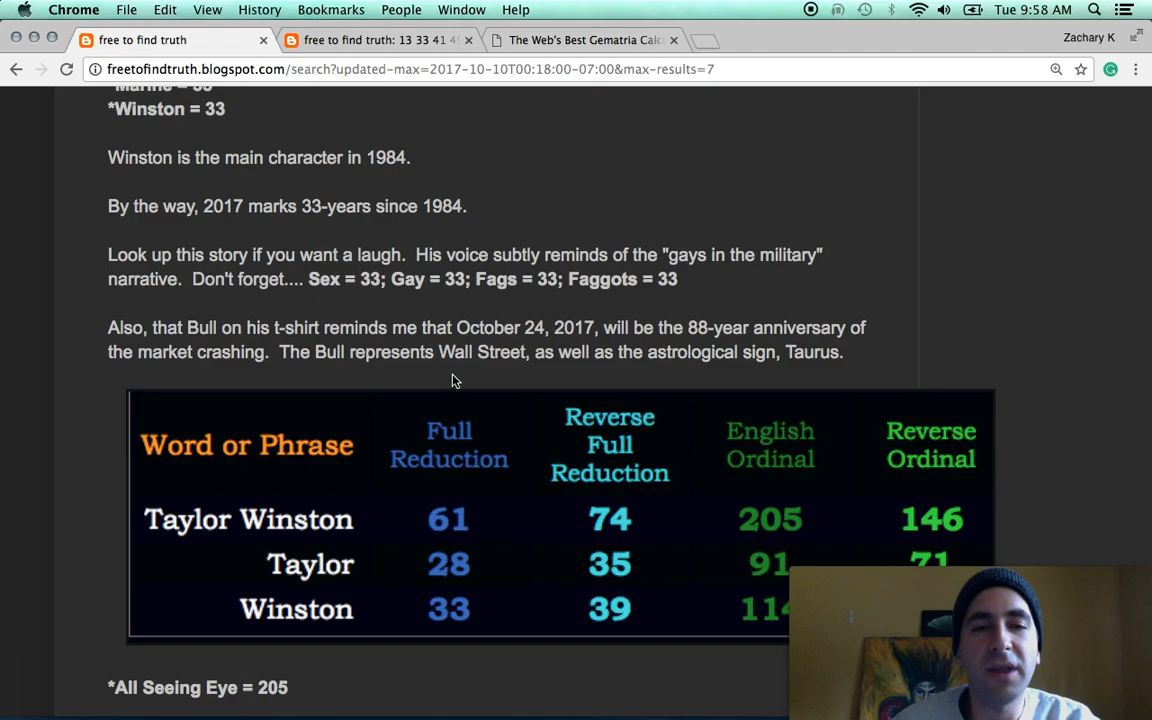 Chrome File Edit View History Bookmarks People Window Help Tue 9:58 AM
free to find truth × free to find truth: 13 33 41 4 × The Web's Best Gematria Calc × Zachary K
freetofindtruth.blogspot.com/search?updated-max=2017-10-10T00:18:00-07:00&max-results=7
*Marine = 33
*Winston = 33
Winston is the main character in 1984.
By the way, 2017 marks 33-years since 1984.
Look up this story if you want a laugh. His voice subtly reminds of the "gays in the military"
narrative. Don't forget.... Sex = 33; Gay = 33; Fags = 33; Faggots = 33
Also, that Bull on his t-shirt reminds me that October 24, 2017, will be the 88-year anniversary of
the market crashing. The Bull represents Wall Street, as well as the astrological sign, Taurus.
Word or Phrase Full Reduction Reverse Full Reduction English Ordinal Reverse Ordinal
Taylor Winston 61 74 205 146
Taylor 28 35 91 71
Winston 33 39 114
*All Seeing Eye = 205